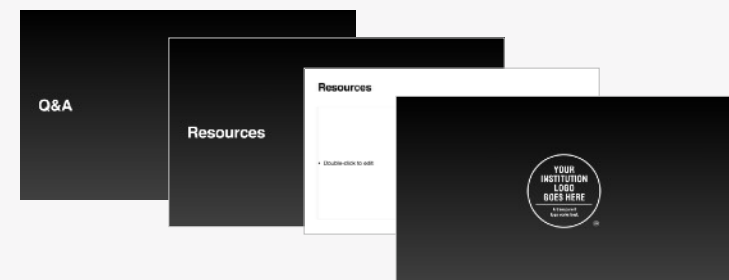 Q&A
Resources
Resources
• Double-click to edit
YOUR
INSTITUTION
LOGO
GOES HERE